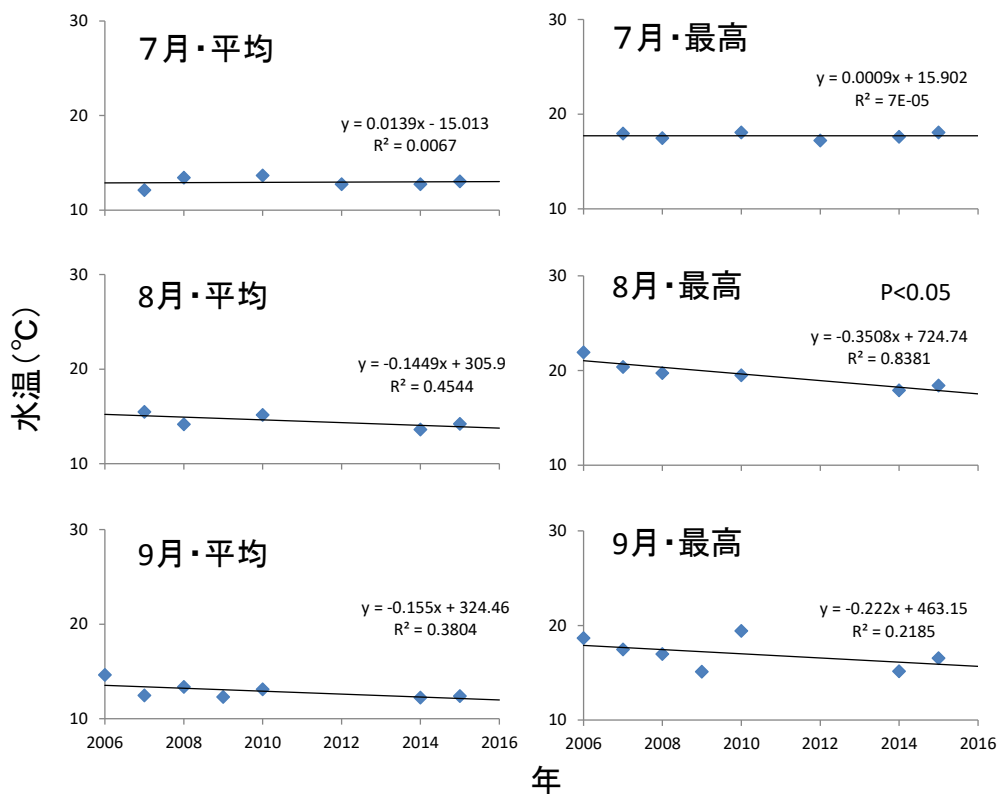 30
7月・平均
20
y = 0.0139x - 15.013
R² = 0.0067
10
30
7月・最高
20
y = 0.0009x + 15.902
R² = 7E-05
10
水温(℃)
30
8月・平均
20
y = -0.1449x + 305.9
R² = 0.4544
10
30
8月・最高
P<0.05
20
y = -0.3508x + 724.74
R² = 0.8381
10
30
9月・平均
20
y = -0.155x + 324.46
R² = 0.3804
10
2006 2008 2010 2012 2014 2016
30
9月・最高
20
y = -0.222x + 463.15
R² = 0.2185
10
2006 2008 2010 2012 2014 2016
年